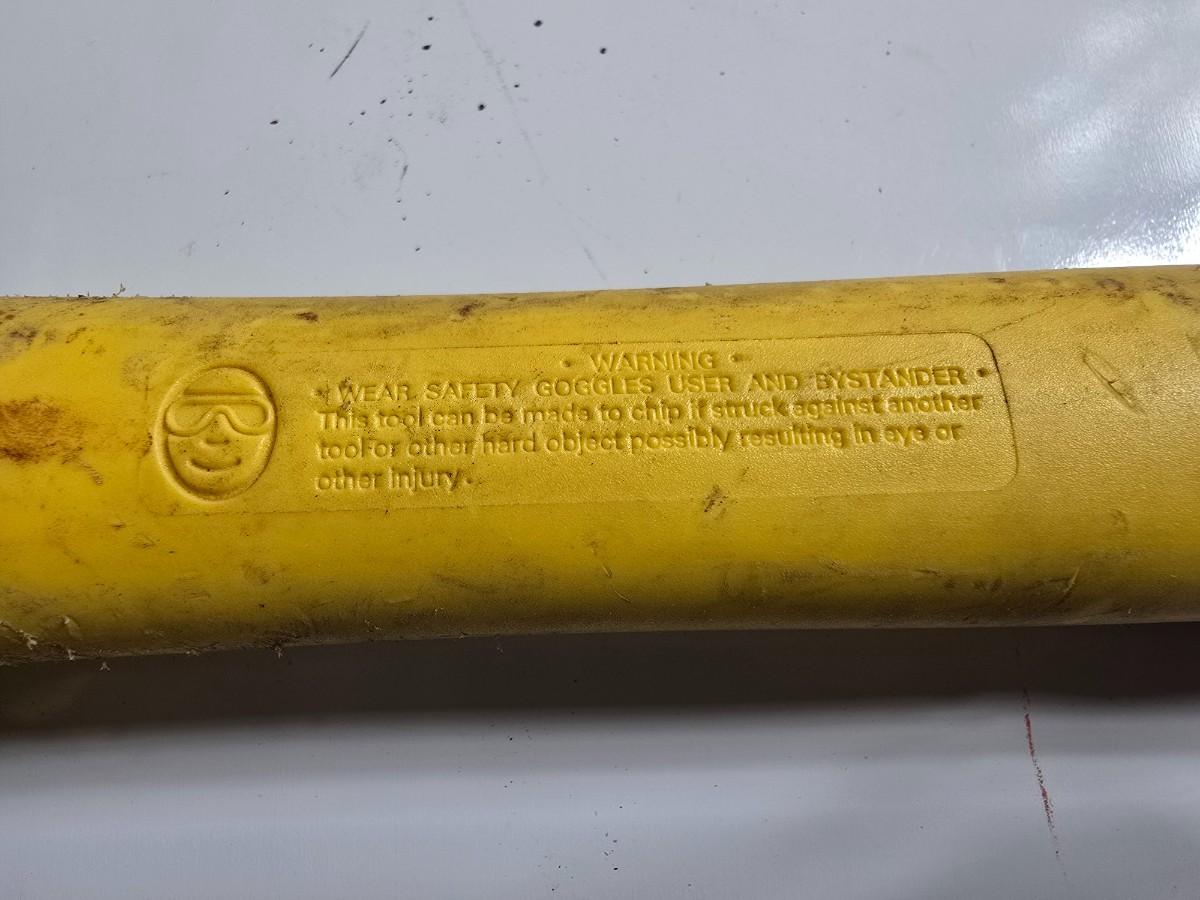 • WARNING •
• WEAR SAFETY GOGGLES USER AND BYSTANDER •
This tool can be made to chip if struck against another
tool or other hard object possibly resulting in eye or
other injury.